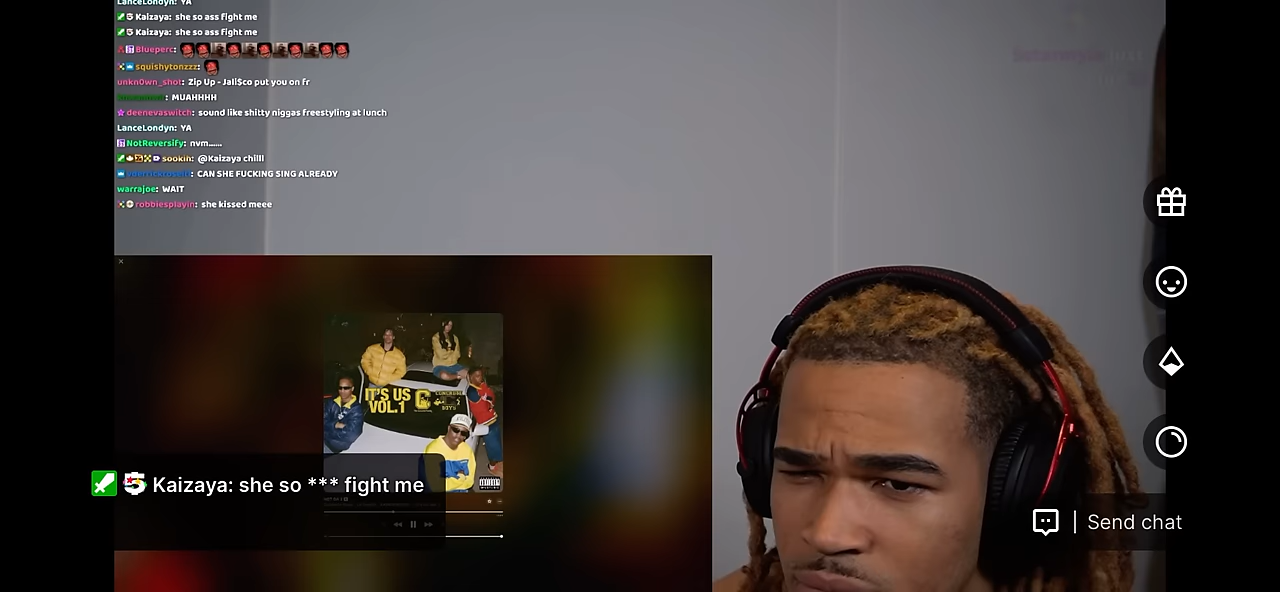 LanceLondyn: YA
Kaizaya: she so ass fight me
Kaizaya: she so ass fight me
Blueperc:
squishytonzzz:
unkn0wn_shot: Zip Up - Jall$co put you on fr
MUAHHHH
deenevaswitch: sound like shitty niggas freestyling at lunch
LanceLondyn: YA
NotReversify: nvm......
sookin: @Kaizaya chilll
CAN SHE FUCKING SING ALREADY
warrajoe: WAIT
robbiesplayin: she kissed meee
IT'S US
VOL.1
Kaizaya: she so *** fight me
Send chat